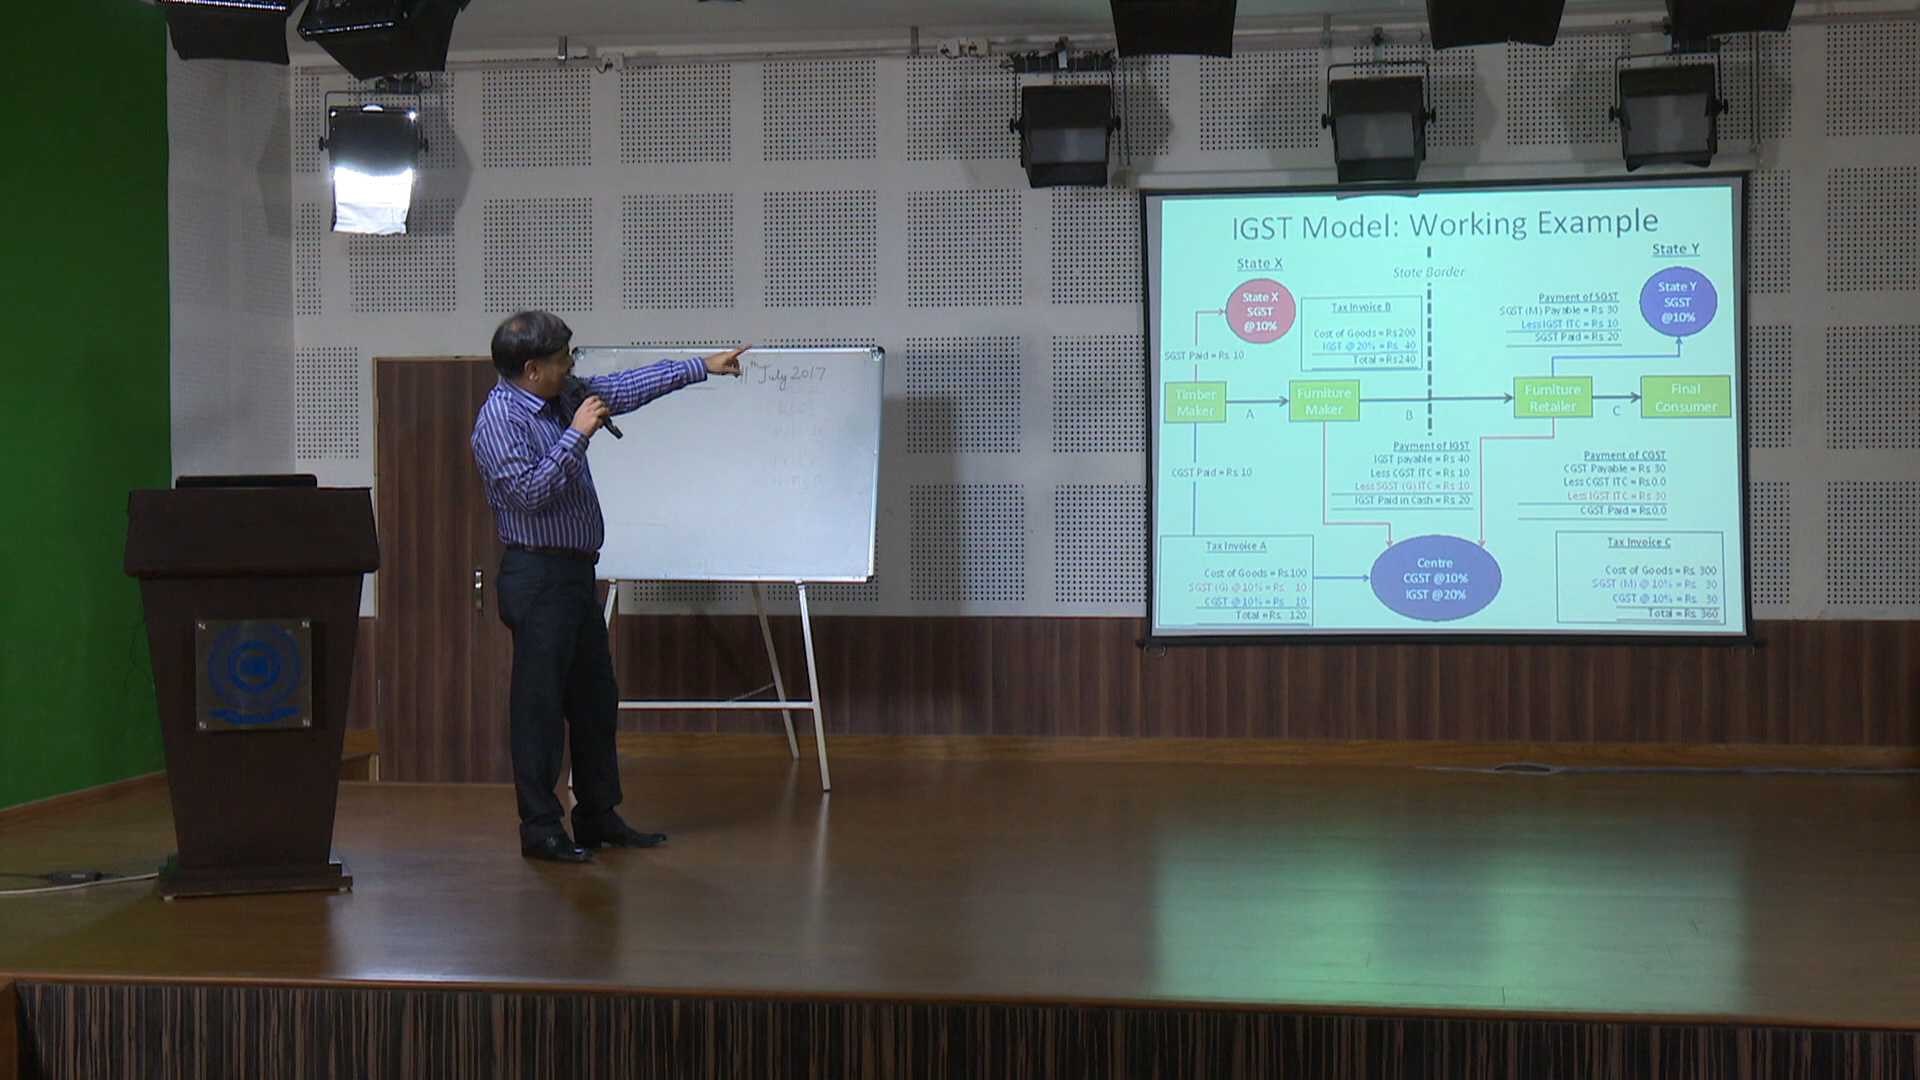 11th July 2017
IGST Model: Working Example
State X
State Border
State Y
State X
SGST
@10%
Tax Invoice B
Cost of Goods = Rs200
IGST @ 20% = Rs 40
Total = Rs240
Payment of SGST
SGST (M) Payable = Rs 30
Less IGST ITC = Rs 10
SGST Paid = Rs 20
State Y
SGST
@10%
SGST Paid = Rs 10
Timber
Maker
A
Furniture
Maker
B
Furniture
Retailer
C
Final
Consumer
CGST Paid = Rs 10
Payment of IGST
IGST payable = Rs 40
Less CGST ITC = Rs 10
Less SGST (G) ITC = Rs 10
IGST Paid in Cash = Rs 20
Payment of CGST
CGST Payable = Rs 30
Less CGST ITC = Rs0.0
Less IGST ITC = Rs 30
CGST Paid = Rs0.0
Tax Invoice A
Cost of Goods = Rs.100
SGST (G) @ 10% = Rs 10
CGST @ 10% = Rs 10
Total = Rs 120
Centre
CGST @10%
IGST @20%
Tax Invoice C
Cost of Goods = Rs. 300
SGST (M) @ 10% = Rs 30
CGST @ 10% = Rs 30
Total = Rs 360